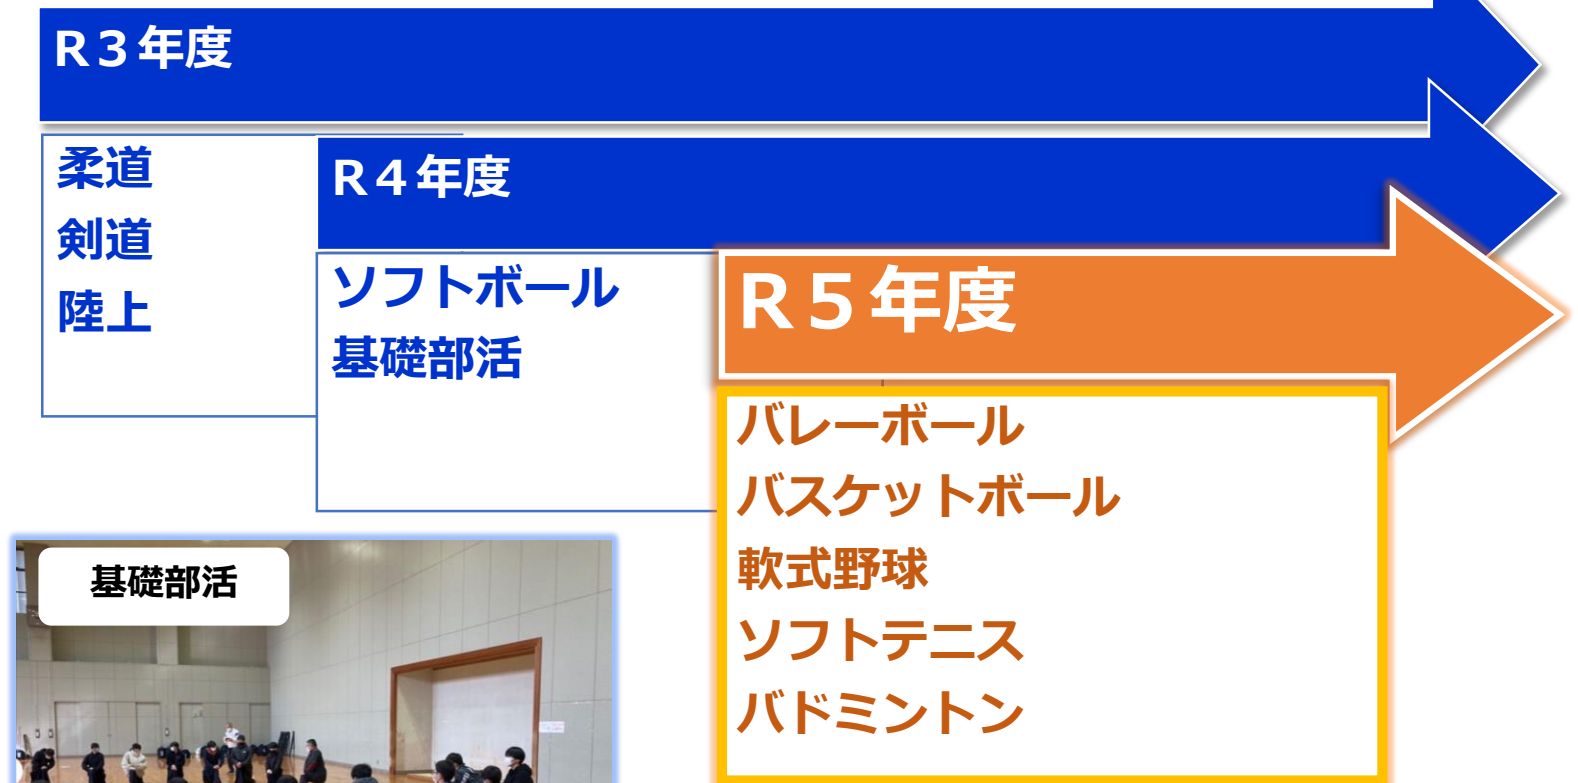 R3年度
柔道
剣道
陸上
R4年度
ソフトボール
基礎部活
R5年度
バレーボール
バスケットボール
軟式野球
ソフトテニス
バドミントン
基礎部活